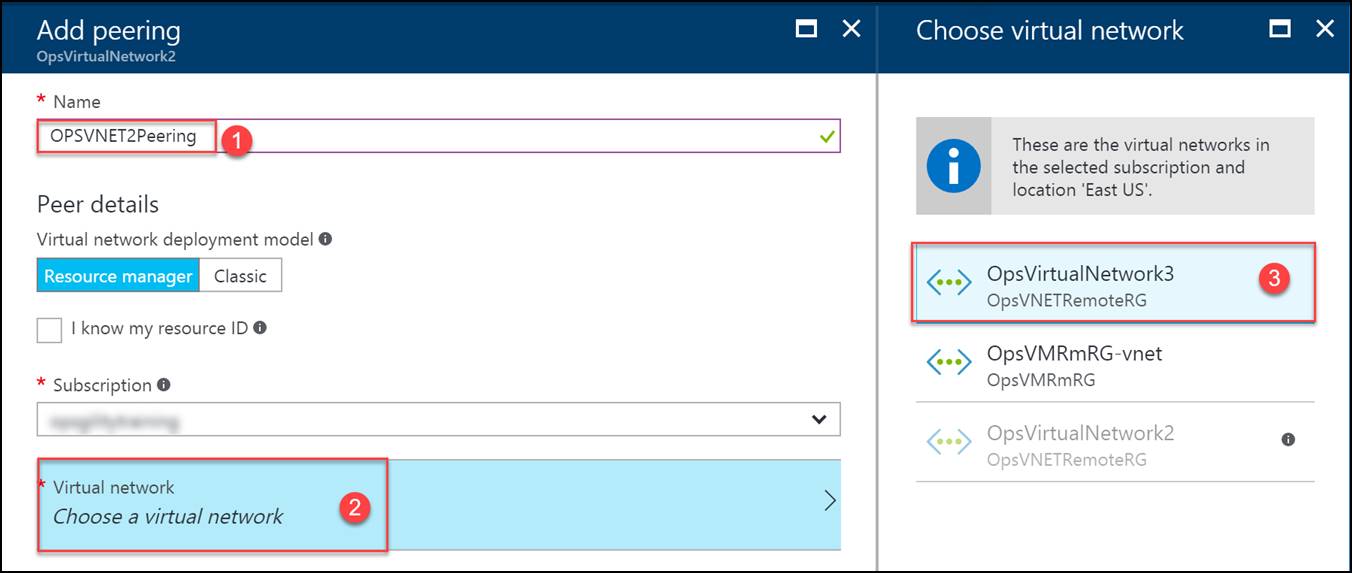 Add peering
OpsVirtualNetwork2
* Name
OPSVNET2Peering
1
Peer details
Virtual network deployment model
Resource manager
Classic
I know my resource ID
* Subscription
* Virtual network
Choose a virtual network
2
Choose virtual network
These are the virtual networks in
the selected subscription and
location 'East US'.
OpsVirtualNetwork3
OpsVNETRemoteRG
3
OpsVMRmRG-vnet
OpsVMRmRG
OpsVirtualNetwork2
OpsVNETRemoteRG